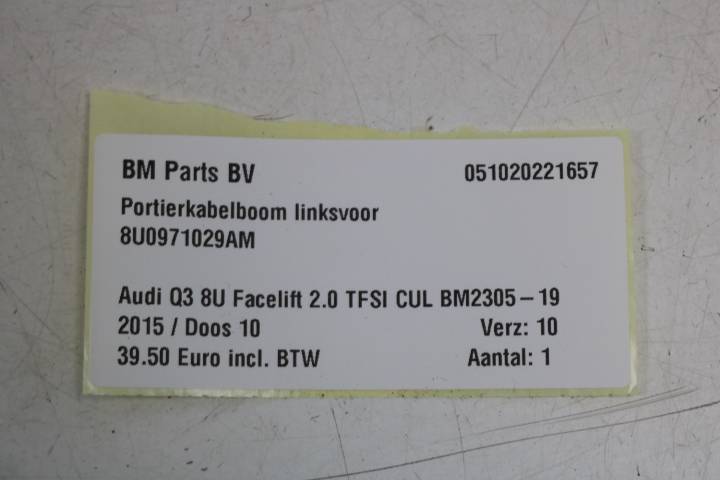 BM Parts BV 051020221657
Portierkabelboom linksvoor
8U0971029AM
Audi Q3 8U Facelift 2.0 TFSI CUL BM2305-19
2015 / Doos 10 Verz: 10
39.50 Euro incl. BTW Aantal: 1